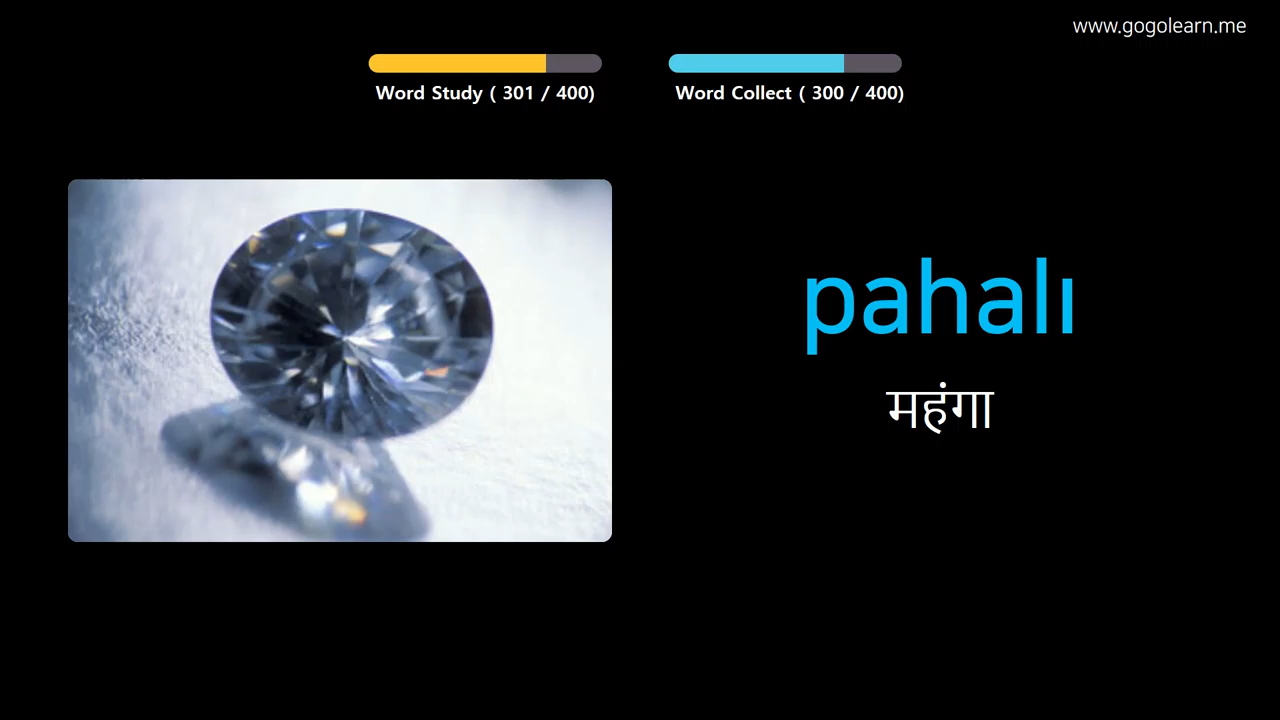 www.gogolearn.me
Word Study ( 301 / 400)
Word Collect ( 300 / 400)
pahalı
महंगा